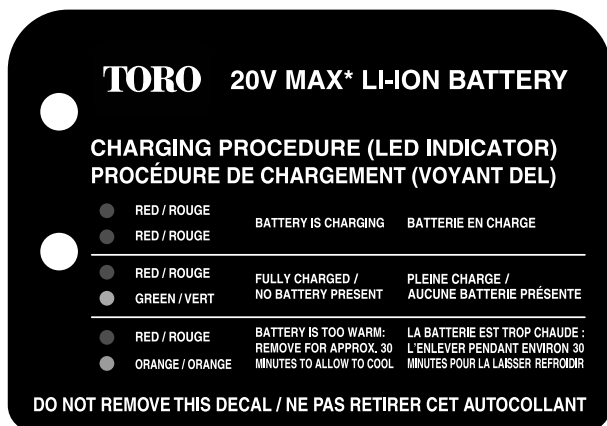 TORO 20V MAX* LI-ION BATTERY
CHARGING PROCEDURE (LED INDICATOR)
PROCÉDURE DE CHARGEMENT (VOYANT DEL)
RED / ROUGE
RED / ROUGE
BATTERY IS CHARGING
BATTERIE EN CHARGE
RED / ROUGE
GREEN / VERT
FULLY CHARGED /
NO BATTERY PRESENT
PLEINE CHARGE /
AUCUNE BATTERIE PRÉSENTE
RED / ROUGE
ORANGE / ORANGE
BATTERY IS TOO WARM:
REMOVE FOR APPROX. 30
MINUTES TO ALLOW TO COOL
LA BATTERIE EST TROP CHAUDE :
L'ENLEVER PENDANT ENVIRON 30
MINUTES POUR LA LAISSER REFROIDIR
DO NOT REMOVE THIS DECAL / NE PAS RETIRER CET AUTOCOLLANT